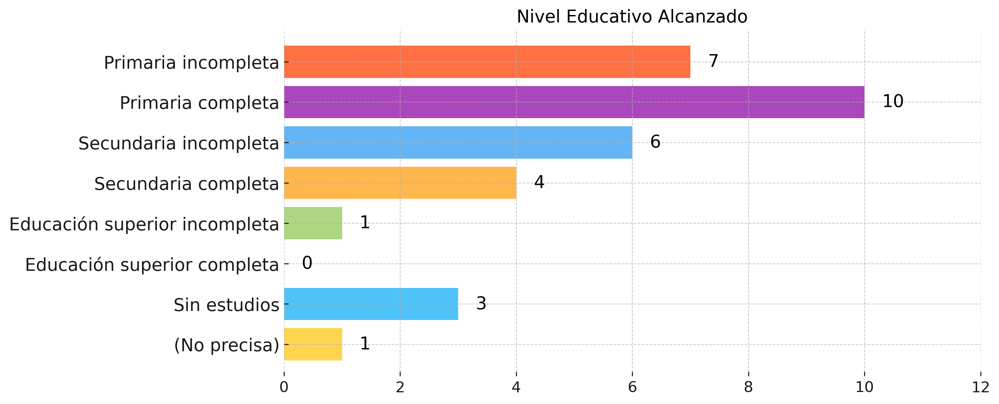 Nivel Educativo Alcanzado
Primaria incompleta 7
Primaria completa 10
Secundaria incompleta 6
Secundaria completa 4
Educación superior incompleta 1
Educación superior completa 0
Sin estudios 3
(No precisa) 1
0 2 4 6 8 10 12